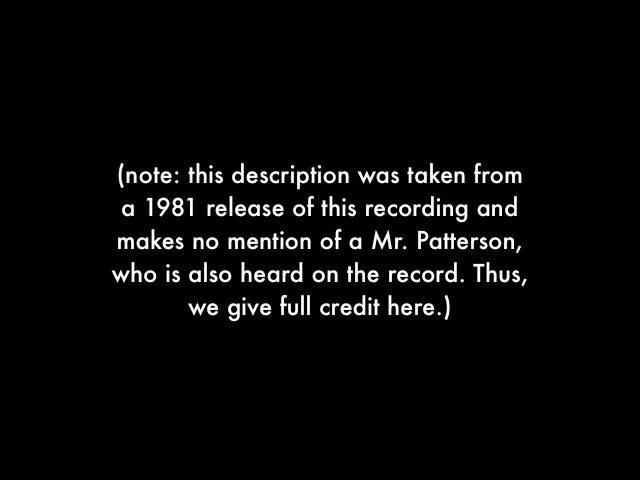 (note: this description was taken from
a 1981 release of this recording and
makes no mention of a Mr. Patterson,
who is also heard on the record. Thus,
we give full credit here.)